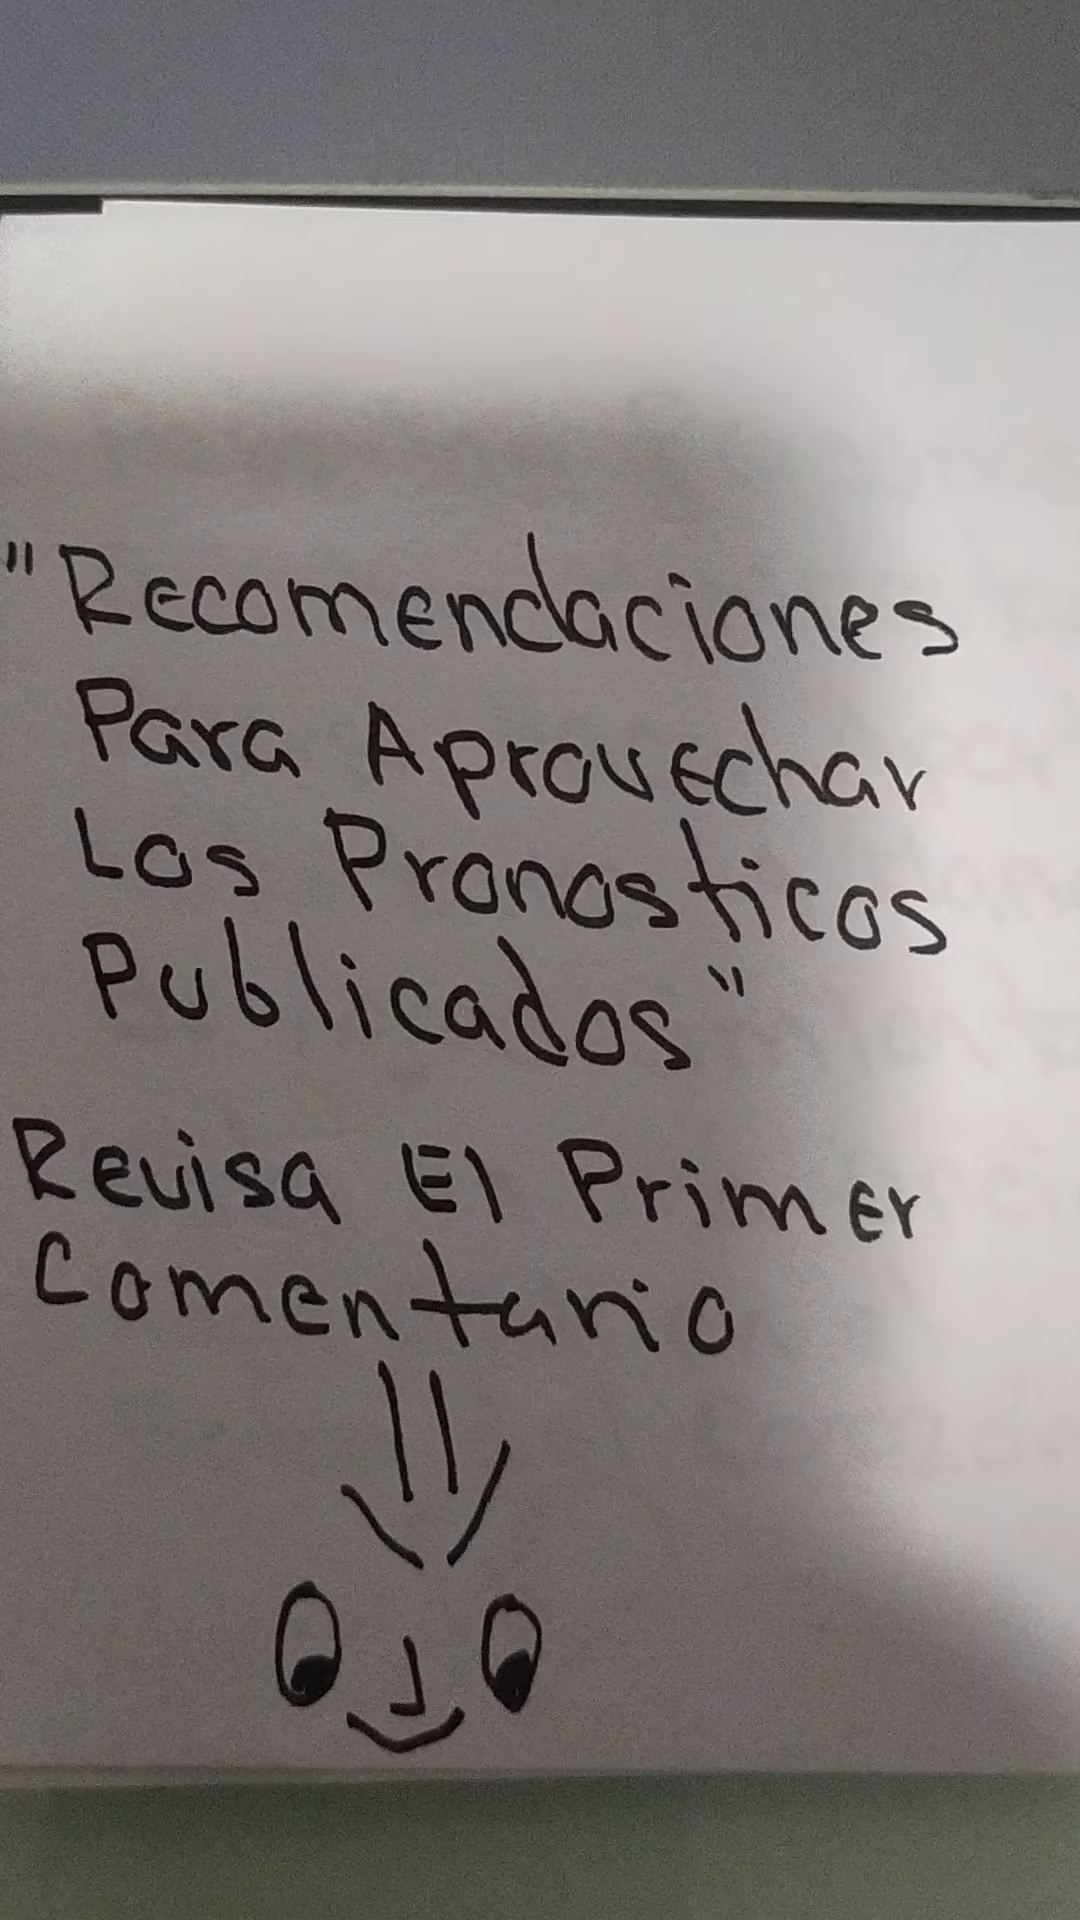 "Recomendaciones
Para Aprovechar
Los Pronosticos
Publicados"
Revisa El Primer
Comentario